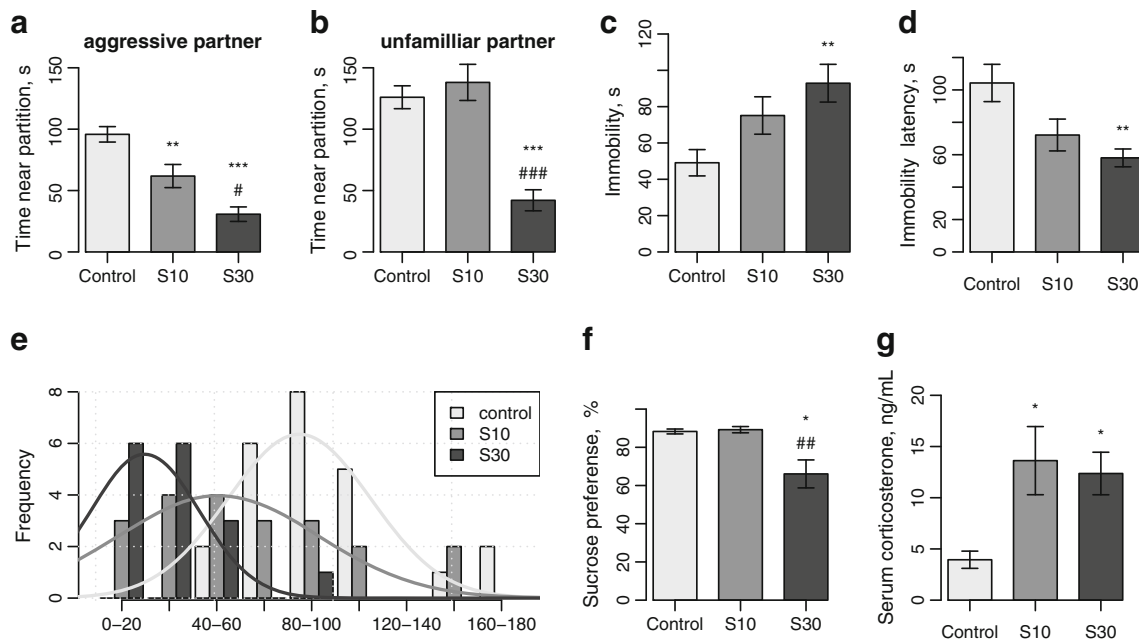 a
aggressive partner
Time near partition, s
150
100
50
0
**
***
#
Control S10 S30
b
unfamilliar partner
Time near partition, s
150
100
50
0
***
###
Control S10 S30
c
Immobility, s
120
80
60
40
20
0
**
Control S10 S30
d
Immobility latency, s
100
60
20
0
**
Control S10 S30
e
Frequency
8
6
4
2
0
control
S10
S30
0–20 40–60 80–100 120–140 160–180
f
Sucrose preferense, %
80
60
40
20
0
*
##
Control S10 S30
g
Serum corticosterone, ng/mL
20
15
10
5
0
*
*
Control S10 S30